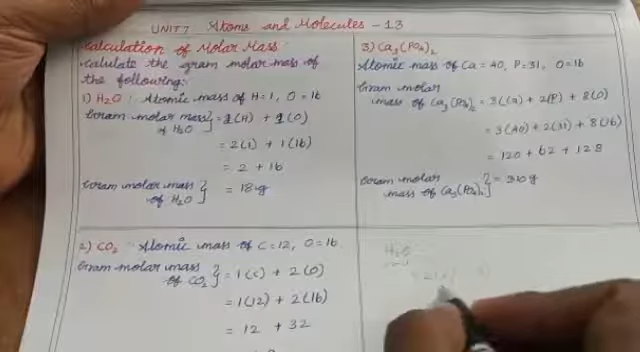 UNIT 7 Atoms and Molecules - 13
Calculation of Molar Mass:
calulate the gram molar mass of
the following:
1) H₂O : Atomic mass of H = 1, O = 16
Gram molar mass of H₂O } = 2(H) + 1(O)
= 2(1) + 1(16)
= 2 + 16
Gram molar mass of H₂O } = 18g
2) CO₂ : Atomic mass of C = 12, O = 16.
Gram molar mass of CO₂ } = 1(C) + 2(O)
= 1(12) + 2(16)
= 12 + 32
3) Ca₃(PO₄)₂
Atomic mass of Ca = 40, P = 31, O = 16
Gram molar
mass of Ca₃(PO₄)₂ = 3(Ca) + 2(P) + 8(O)
= 3(40) + 2(31) + 8(16)
= 120 + 62 + 128
Gram molar mass of Ca₃(PO₄)₂ } = 310g
H₂O